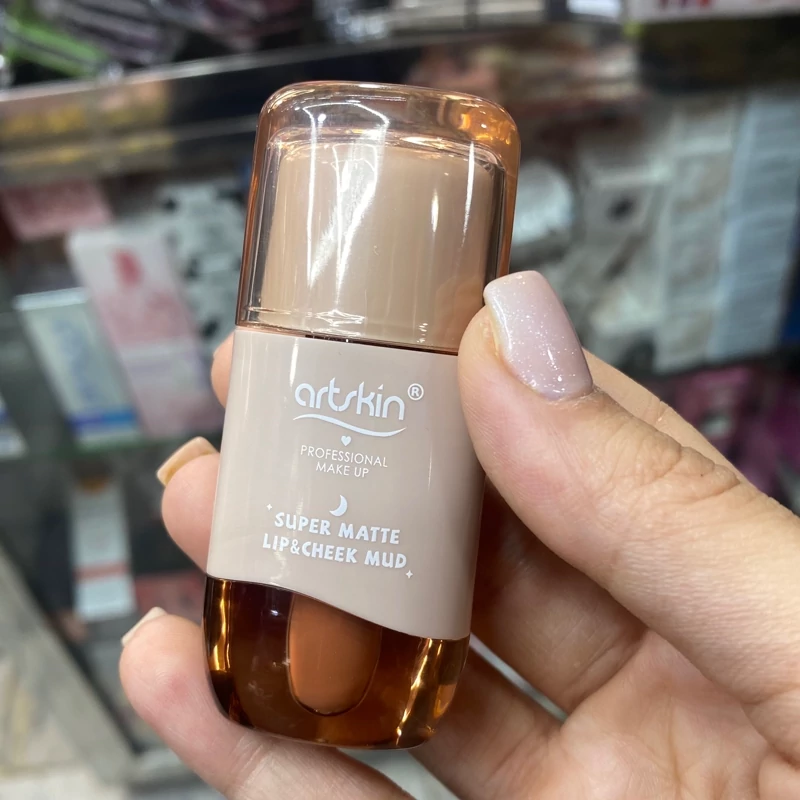 artskin®
PROFESSIONAL
MAKE UP
SUPER MATTE
LIP&CHEEK MUD